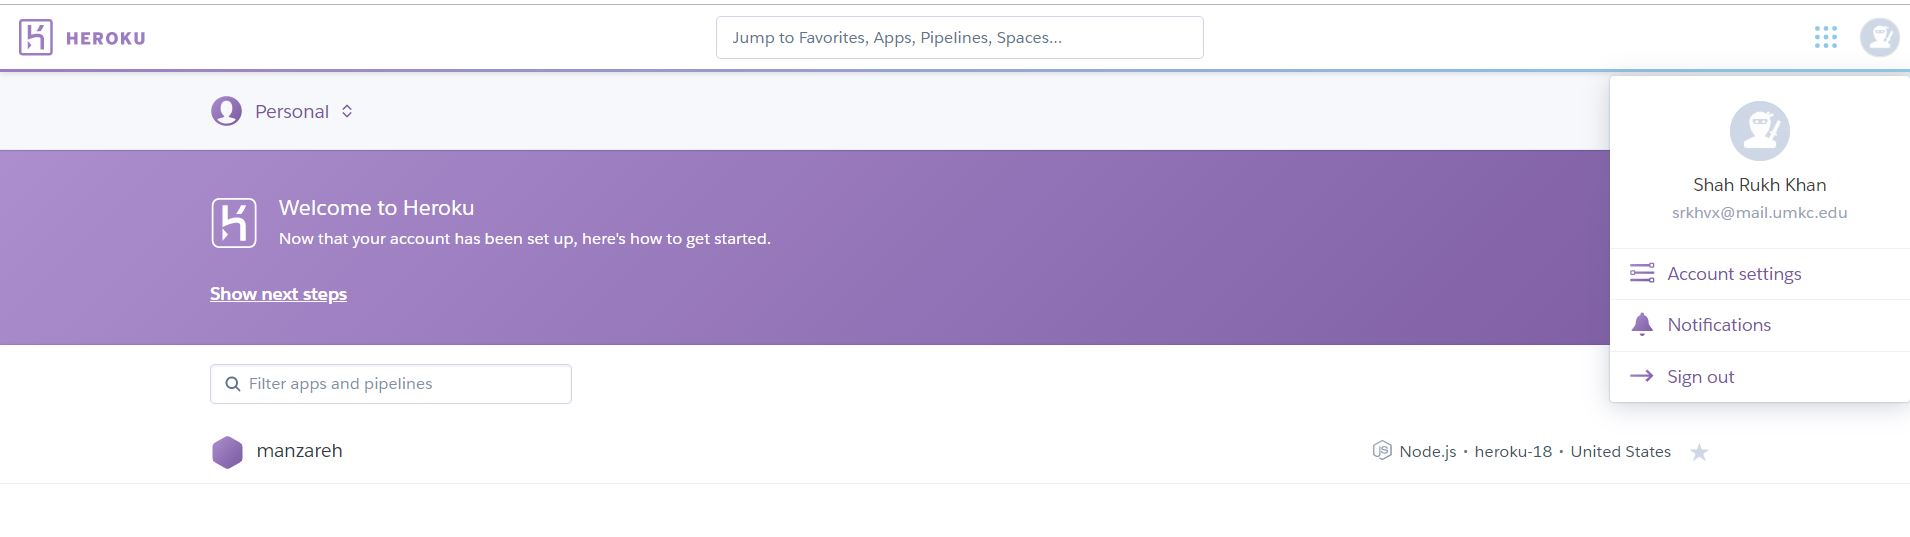 HEROKU
Jump to Favorites, Apps, Pipelines, Spaces...
Personal
Shah Rukh Khan
srkhvx@mail.umkc.edu
Account settings
Notifications
Sign out
Welcome to Heroku
Now that your account has been set up, here's how to get started.
Show next steps
Filter apps and pipelines
manzareh
JS Node.js • heroku-18 • United States